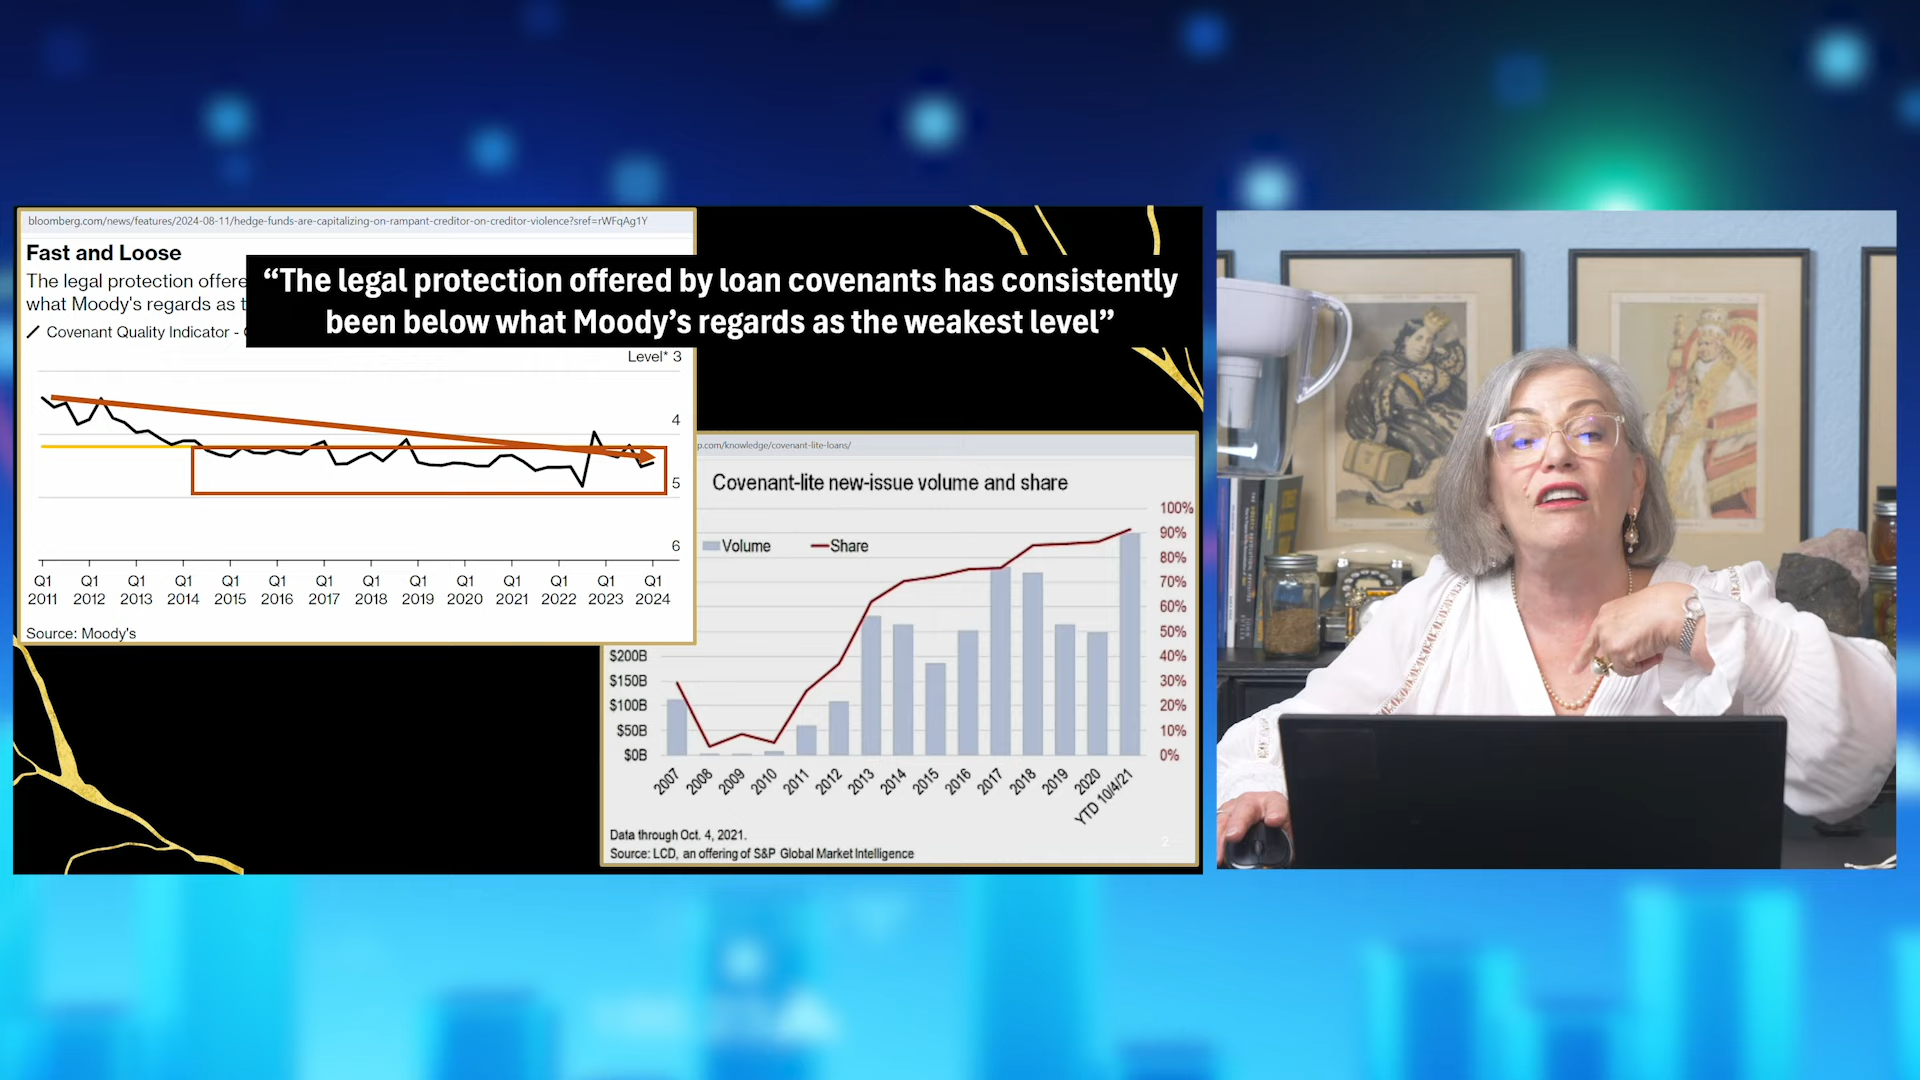 bloomberg.com/news/features/2024-08-11/hedge-funds-are-capitalizing-on-rampant-creditor-on-creditor-violence?sref=rWFqAg1Y
Fast and Loose
The legal protection offere
what Moody's regards as t
Covenant Quality Indicator -
“The legal protection offered by loan covenants has consistently
been below what Moody’s regards as the weakest level”
Level* 3
4
5
6
Q1 Q1 Q1 Q1 Q1 Q1 Q1 Q1 Q1 Q1 Q1 Q1 Q1 Q1
2011 2012 2013 2014 2015 2016 2017 2018 2019 2020 2021 2022 2023 2024
Source: Moody's
p.com/knowledge/covenant-lite-loans/
Covenant-lite new-issue volume and share
Volume Share
100%
90%
80%
70%
60%
50%
$200B 40%
$150B 30%
$100B 20%
$50B 10%
$0B 0%
2007 2008 2009 2010 2011 2012 2013 2014 2015 2016 2017 2018 2019 2020 YTD 10/4/21
Data through Oct. 4, 2021.
Source: LCD, an offering of S&P Global Market Intelligence
2